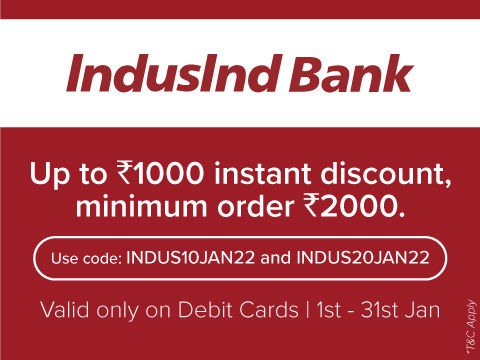 IndusInd Bank
Up to ₹1000 instant discount,
minimum order ₹2000.
Use code: INDUS10JAN22 and INDUS20JAN22
Valid only on Debit Cards | 1st - 31st Jan
*T&C Apply